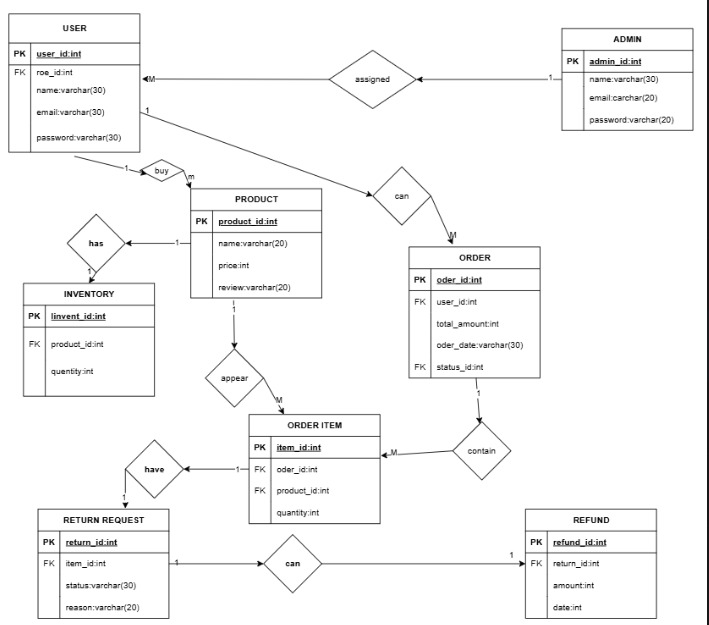 USER
PK user_id:int
FK roe_id:int
name:varchar(30)
email:varchar(30)
password:varchar(30)
ADMIN
PK admin_id:int
name:varchar(30)
email:carchar(20)
password:varchar(20)
M
assigned
1
1
1
buy
m
can
M
PRODUCT
PK product_id:int
name:varchar(20)
price:int
review:varchar(20)
has
1
1
INVENTORY
PK Iinvent_id:int
FK product_id:int
quentity:int
ORDER
PK oder_id:int
FK user_id:int
total_amount:int
oder_date:varchar(30)
FK status_id:int
1
appear
M
1
contain
M
ORDER ITEM
PK item_id:int
FK oder_id:int
FK product_id:int
quantity:int
have
1
1
RETURN REQUEST
PK return_id:int
FK item_id:int
status:varchar(30)
reason:varchar(20)
1
can
1
REFUND
PK refund_id:int
FK return_id:int
amount:int
date:int